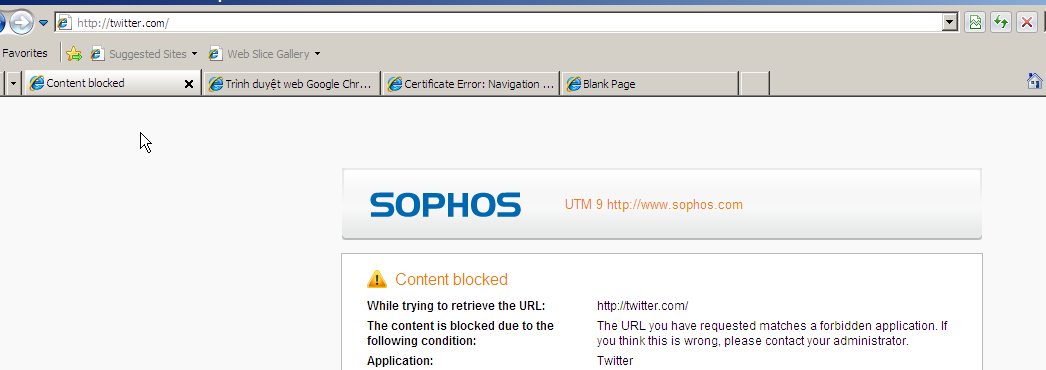 http://twitter.com/
Favorites
Suggested Sites
Web Slice Gallery
Content blocked
Trình duyệt web Google Chr...
Certificate Error: Navigation ...
Blank Page
SOPHOS
UTM 9 http://www.sophos.com
Content blocked
While trying to retrieve the URL: http://twitter.com/
The content is blocked due to the following condition: The URL you have requested matches a forbidden application. If you think this is wrong, please contact your administrator.
Application: Twitter